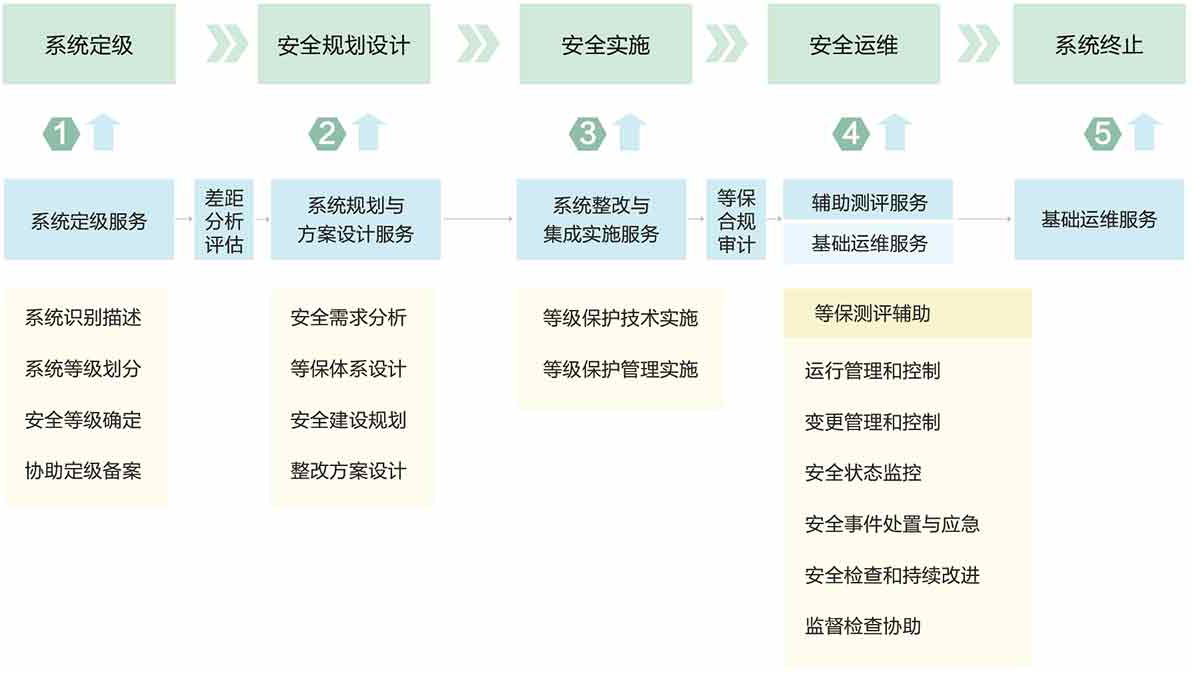 系统定级
安全规划设计
安全实施
安全运维
系统终止
1
2
3
4
5
系统定级服务
差距
分析
评估
系统规划与
方案设计服务
系统整改与
集成实施服务
等保
合规
审计
辅助测评服务
基础运维服务
基础运维服务
系统识别描述
系统等级划分
安全等级确定
协助定级备案
安全需求分析
等保体系设计
安全建设规划
整改方案设计
等级保护技术实施
等级保护管理实施
等保测评辅助
运行管理和控制
变更管理和控制
安全状态监控
安全事件处置与应急
安全检查和持续改进
监督检查协助